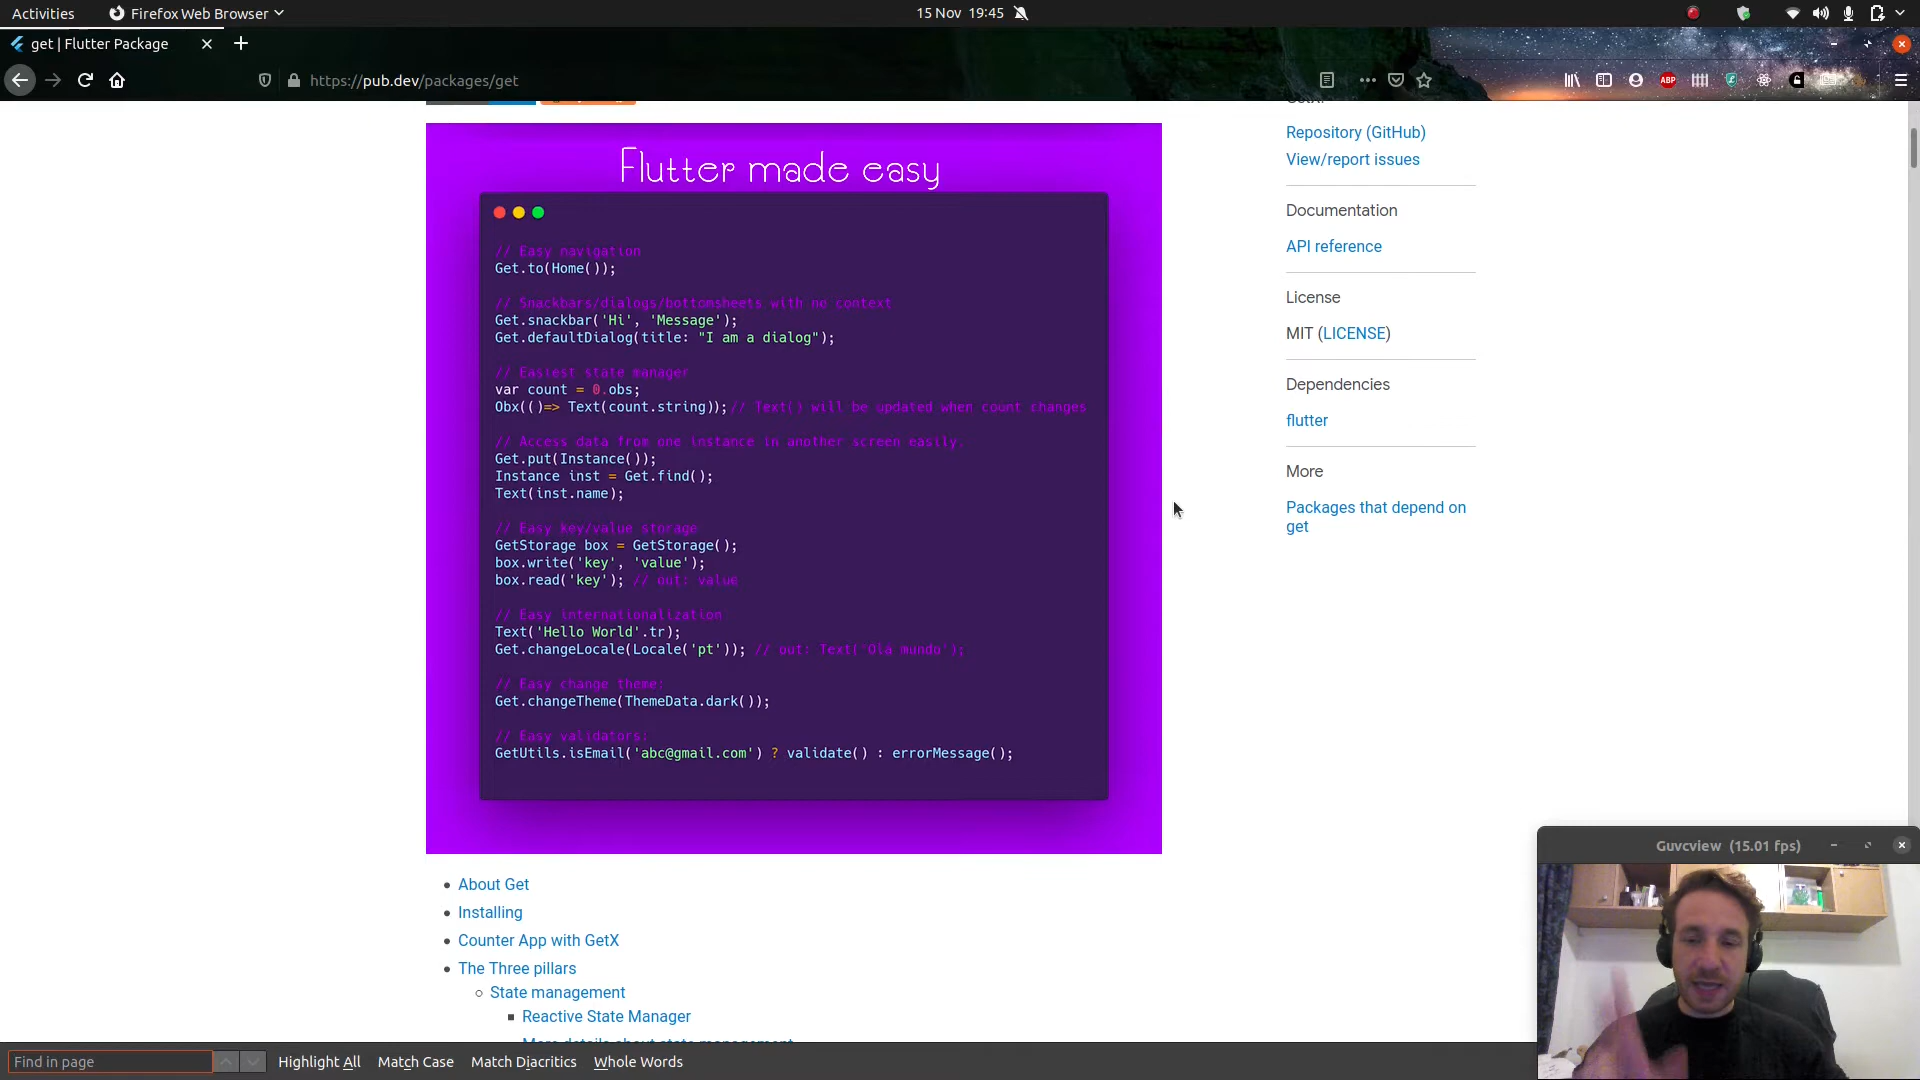 Activities
Firefox Web Browser
15 Nov 19:45
get | Flutter Package
https://pub.dev/packages/get
ABP
Repository (GitHub)
View/report issues
Flutter made easy
Documentation
// Easy navigation
API reference
Get.to(Home());
License
// Snackbars/dialogs/bottomsheets with no context
Get.snackbar('Hi', 'Message');
MIT (LICENSE)
Get.defaultDialog(title: "I am a dialog");
// Easiest state manager
Dependencies
var count = 0.obs;
Obx(()=> Text(count.string)); // Text() will be updated when count changes
flutter
// Access data from one instance in another screen easily.
Get.put(Instance());
More
Instance inst = Get.find();
Text(inst.name);
Packages that depend on
get
// Easy key/value storage
GetStorage box = GetStorage();
box.write('key', 'value');
box.read('key'); // out: value
// Easy internationalization
Text('Hello World'.tr);
Get.changeLocale(Locale('pt')); // out: Text('Olá mundo');
// Easy change theme:
Get.changeTheme(ThemeData.dark());
// Easy validators:
GetUtils.isEmail('abc@gmail.com') ? validate() : errorMessage();
Guvcview (15.01 fps)
About Get
Installing
Counter App with GetX
The Three pillars
State management
Reactive State Manager
More details about state management
Find in page
Highlight All
Match Case
Match Diacritics
Whole Words